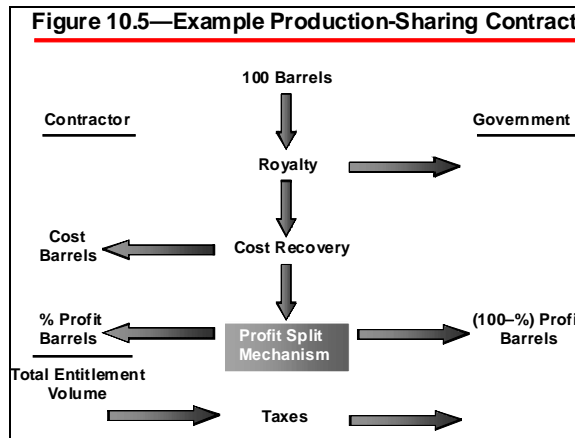 Figure 10.5—Example Production-Sharing Contract
100 Barrels
Contractor
Government
Royalty
Cost
Barrels
Cost Recovery
% Profit
Barrels
Profit Split
Mechanism
(100–%) Profit
Barrels
Total Entitlement
Volume
Taxes